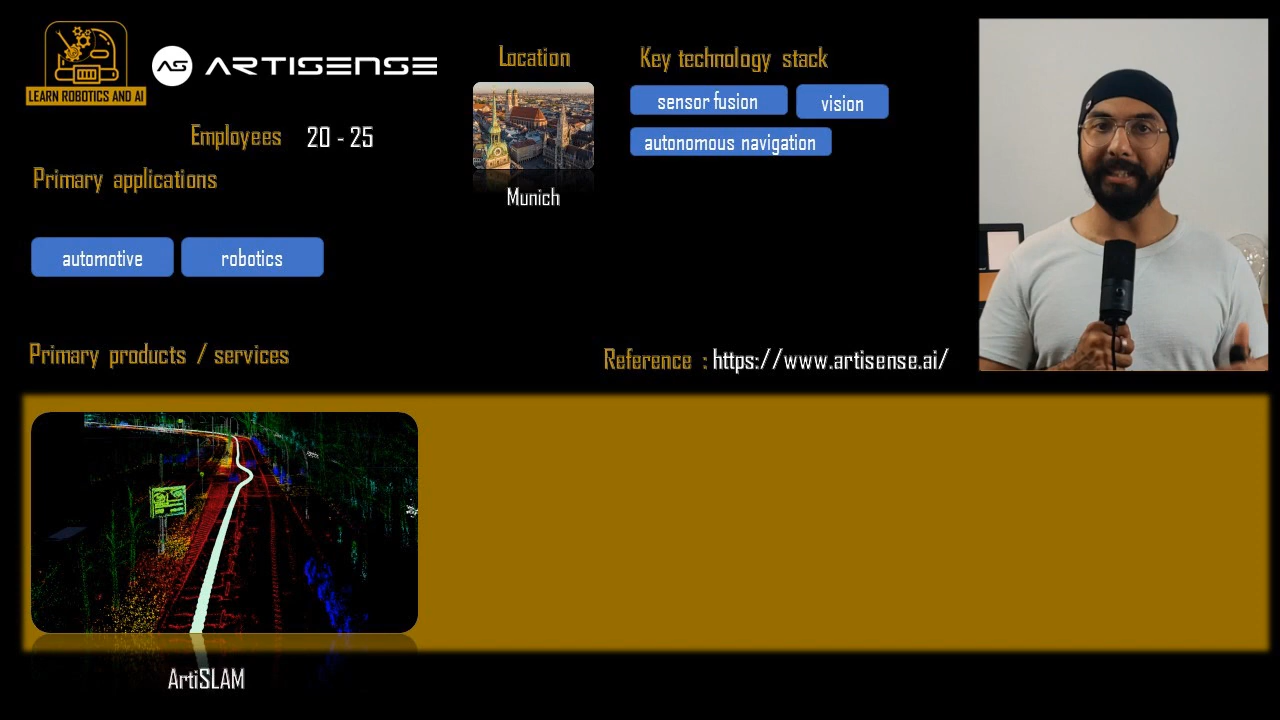 LEARN ROBOTICS AND AI
AS ARTISENSE
Employees 20 - 25
Primary applications
automotive
robotics
Location
Munich
Key technology stack
sensor fusion
vision
autonomous navigation
Primary products / services
Reference : https://www.artisense.ai/
ArtiSLAM